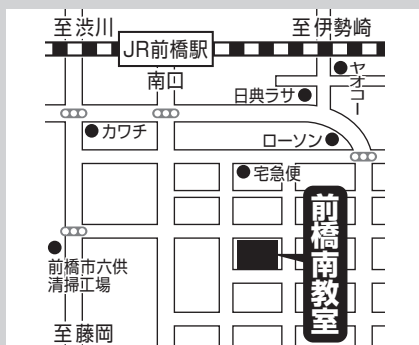 至渋川
至伊勢崎
JR前橋駅
南口
ヤオコー
日典ラサ
カワチ
ローソン
宅急便
前橋南教室
前橋市六供
清掃工場
至藤岡